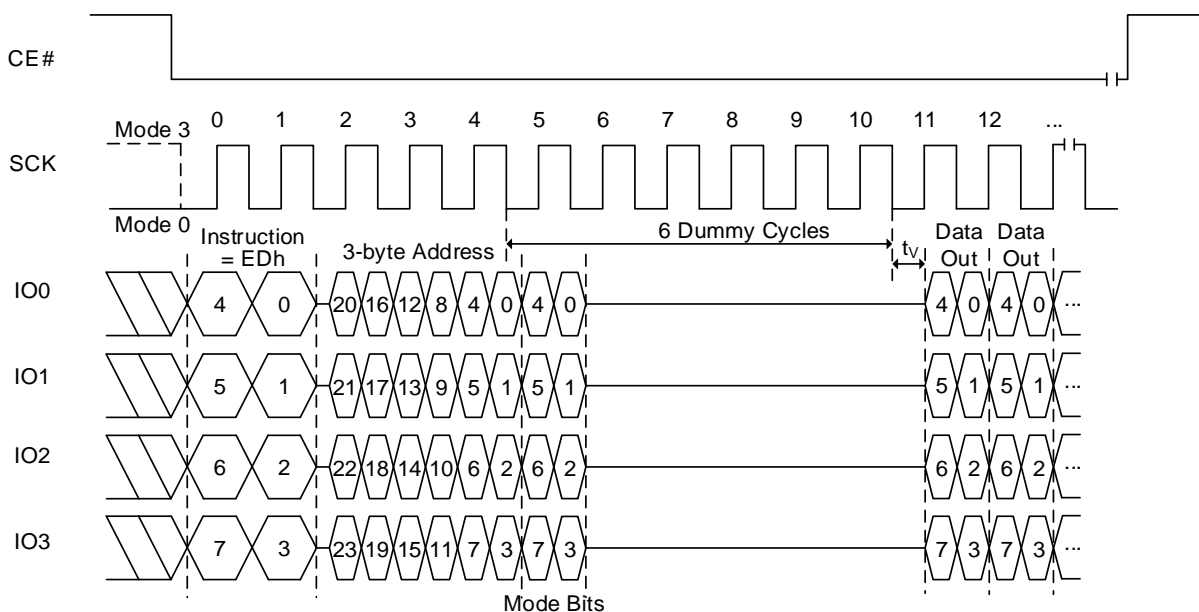 CE#
0 1 2 3 4 5 6 7 8 9 10 11 12 ...
Mode 3
SCK
Mode 0
Instruction
= EDh
3-byte Address
6 Dummy Cycles
tV
Data
Out
Data
Out
IO0 4 0 20 16 12 8 4 0 4 0 4 0 4 0 ...
IO1 5 1 21 17 13 9 5 1 5 1 5 1 5 1 ...
IO2 6 2 22 18 14 10 6 2 6 2 6 2 6 2 ...
IO3 7 3 23 19 15 11 7 3 7 3 7 3 7 3 ...
Mode Bits